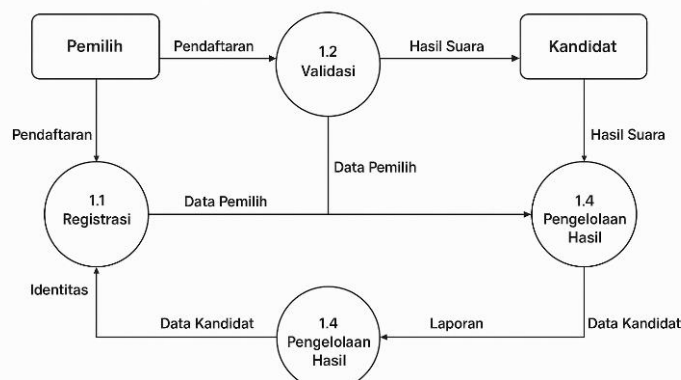 Pemilih
Pendaftaran
1.2
Validasi
Hasil Suara
Kandidat
Pendaftaran
Hasil Suara
Data Pemilih
1.1
Registrasi
Data Pemilih
1.4
Pengelolaan
Hasil
Identitas
Data Kandidat
1.4
Pengelolaan
Hasil
Laporan
Data Kandidat